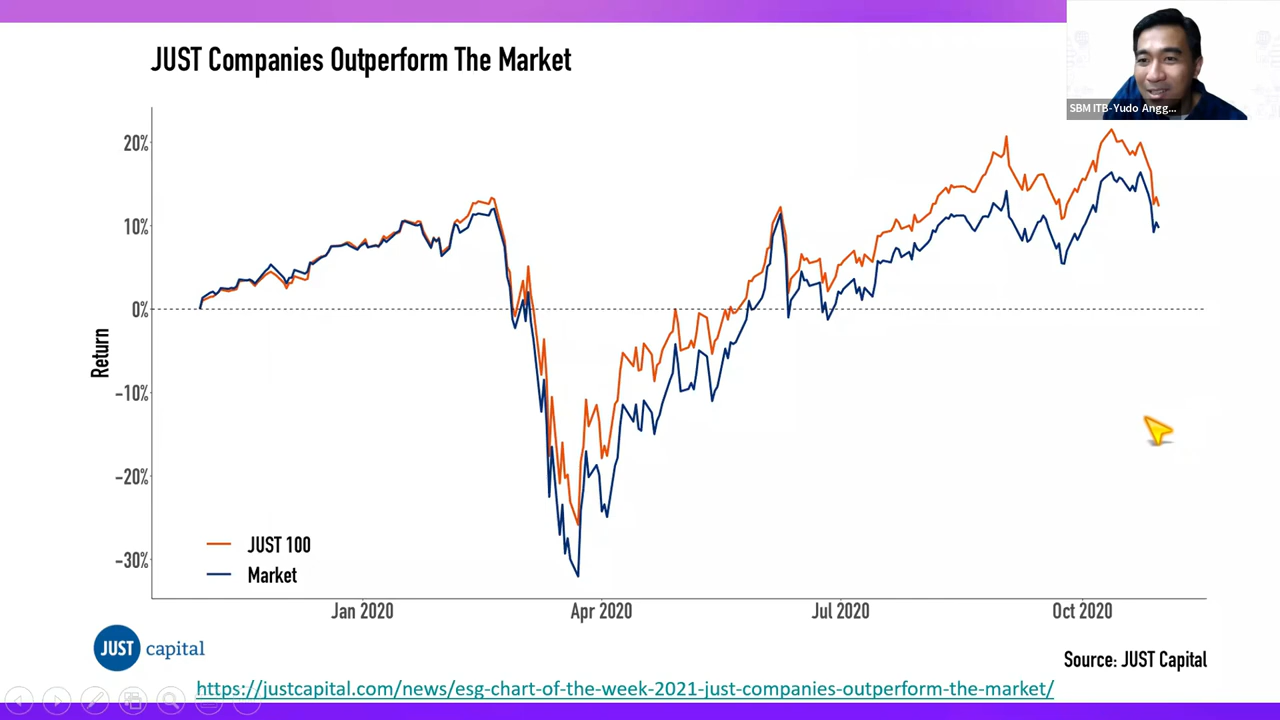 JUST Companies Outperform The Market
SBM ITB-Yudo Angg...
20%
10%
0%
Return
-10%
-20%
-30%
JUST 100
Market
Jan 2020
Apr 2020
Jul 2020
Oct 2020
JUST capital
Source: JUST Capital
https://justcapital.com/news/esg-chart-of-the-week-2021-just-companies-outperform-the-market/